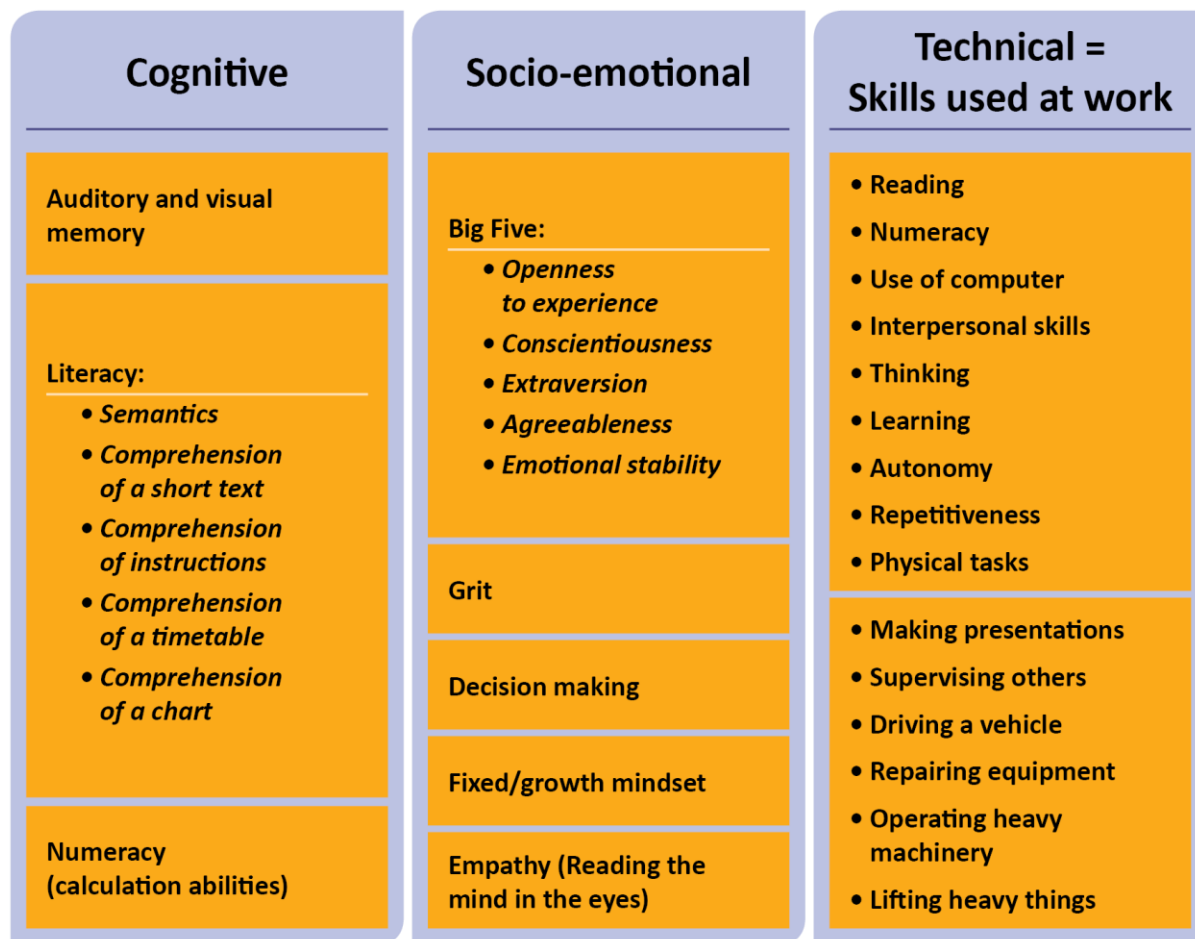 Cognitive
Auditory and visual
memory
Literacy:
• Semantics
• Comprehension
of a short text
• Comprehension
of instructions
• Comprehension
of a timetable
• Comprehension
of a chart
Numeracy
(calculation abilities)
Socio-emotional
Big Five:
• Openness
to experience
• Conscientiousness
• Extraversion
• Agreeableness
• Emotional stability
Grit
Decision making
Fixed/growth mindset
Empathy (Reading the
mind in the eyes)
Technical =
Skills used at work
• Reading
• Numeracy
• Use of computer
• Interpersonal skills
• Thinking
• Learning
• Autonomy
• Repetitiveness
• Physical tasks
• Making presentations
• Supervising others
• Driving a vehicle
• Repairing equipment
• Operating heavy
machinery
• Lifting heavy things